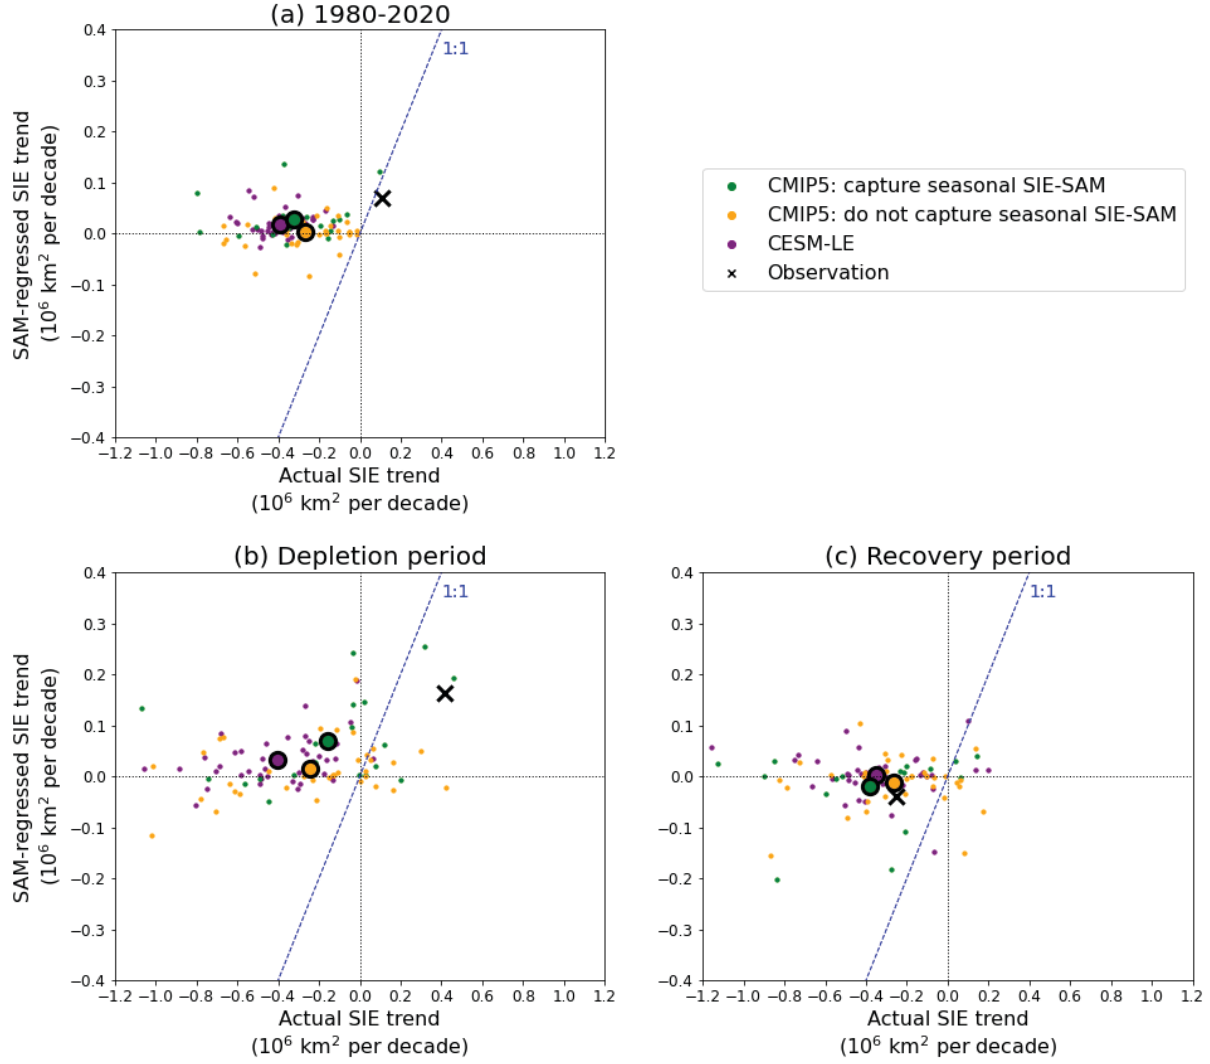 (a) 1980-2020
1:1
0.4
0.3
0.2
0.1
0.0
−0.1
−0.2
−0.3
−0.4
SAM-regressed SIE trend
(10⁶ km² per decade)
−1.2 −1.0 −0.8 −0.6 −0.4 −0.2 0.0 0.2 0.4 0.6 0.8 1.0 1.2
Actual SIE trend
(10⁶ km² per decade)
CMIP5: capture seasonal SIE-SAM
CMIP5: do not capture seasonal SIE-SAM
CESM-LE
Observation
(b) Depletion period
1:1
0.4
0.3
0.2
0.1
0.0
−0.1
−0.2
−0.3
−0.4
SAM-regressed SIE trend
(10⁶ km² per decade)
−1.2 −1.0 −0.8 −0.6 −0.4 −0.2 0.0 0.2 0.4 0.6 0.8 1.0 1.2
Actual SIE trend
(10⁶ km² per decade)
(c) Recovery period
1:1
0.4
0.3
0.2
0.1
0.0
−0.1
−0.2
−0.3
−0.4
−1.2 −1.0 −0.8 −0.6 −0.4 −0.2 0.0 0.2 0.4 0.6 0.8 1.0 1.2
Actual SIE trend
(10⁶ km² per decade)